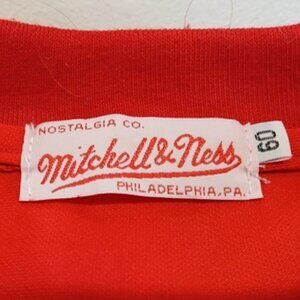 NOSTALGIA CO.
Mitchell & Ness
PHILADELPHIA, PA.
60